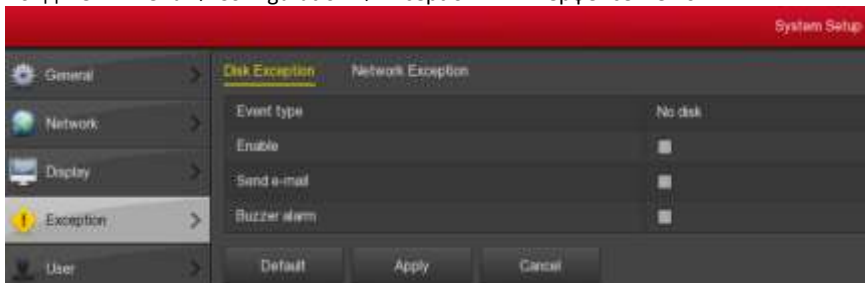 System Setup
General
Network
Display
Exception
User
Disk Exception Network Exception
Event type No disk
Enable
Send e-mail
Buzzer alarm
Default Apply Cancel